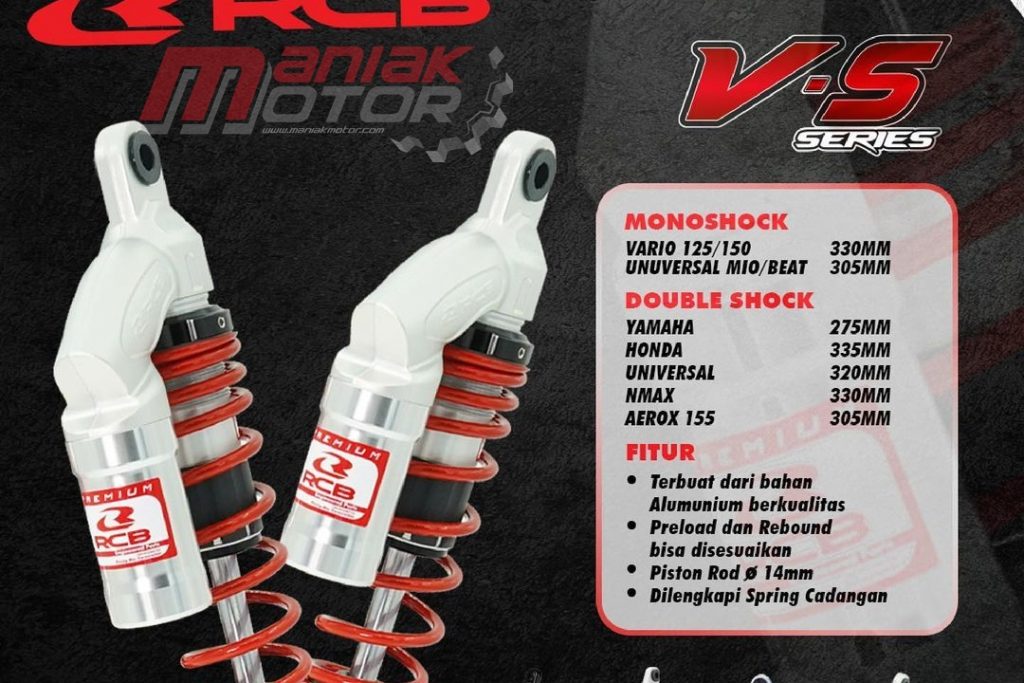 RCB
MANIAK
MOTOR
www.maniakmotor.com
V·S
SERIES
MONOSHOCK
VARIO 125/150 330MM
UNUVERSAL MIO/BEAT 305MM
DOUBLE SHOCK
YAMAHA 275MM
HONDA 335MM
UNIVERSAL 320MM
NMAX 330MM
AEROX 155 305MM
FITUR
• Terbuat dari bahan
Alumunium berkualitas
• Preload dan Rebound
bisa disesuaikan
• Piston Rod ø 14mm
• Dilengkapi Spring Cadangan
PREMIUM
RCB
PREMIUM
RCB